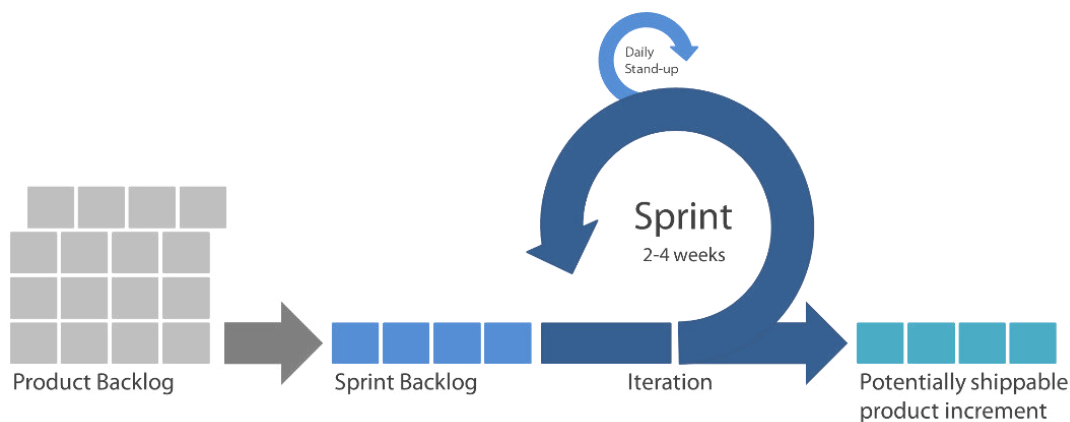 Daily
Stand-up
Sprint
2-4 weeks
Product Backlog
Sprint Backlog
Iteration
Potentially shippable
product increment